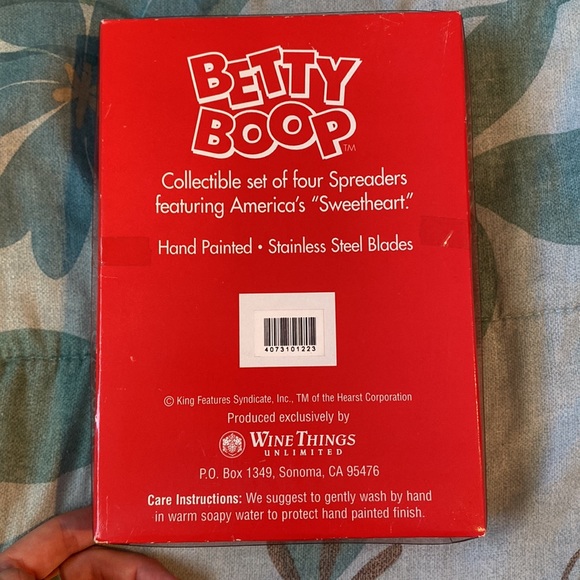 BETTY
BOOP™
Collectible set of four Spreaders
featuring America's "Sweetheart."
Hand Painted • Stainless Steel Blades
4073101223
© King Features Syndicate, Inc., TM of the Hearst Corporation
Produced exclusively by
WINE THINGS
UNLIMITED
P.O. Box 1349, Sonoma, CA 95476
Care Instructions: We suggest to gently wash by hand
in warm soapy water to protect hand painted finish.